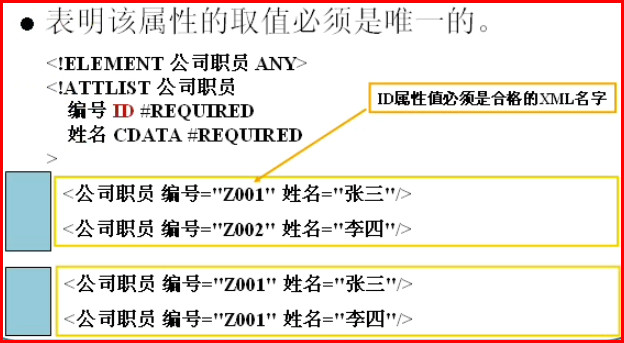 ● 表明该属性的取值必须是唯一的。
<!ELEMENT 公司职员 ANY>
<!ATTLIST 公司职员
编号 ID #REQUIRED
姓名 CDATA #REQUIRED
>
ID属性值必须是合格的XML名字
<公司职员 编号="Z001" 姓名="张三"/>
<公司职员 编号="Z002" 姓名="李四"/>
<公司职员 编号="Z001" 姓名="张三"/>
<公司职员 编号="Z001" 姓名="李四"/>